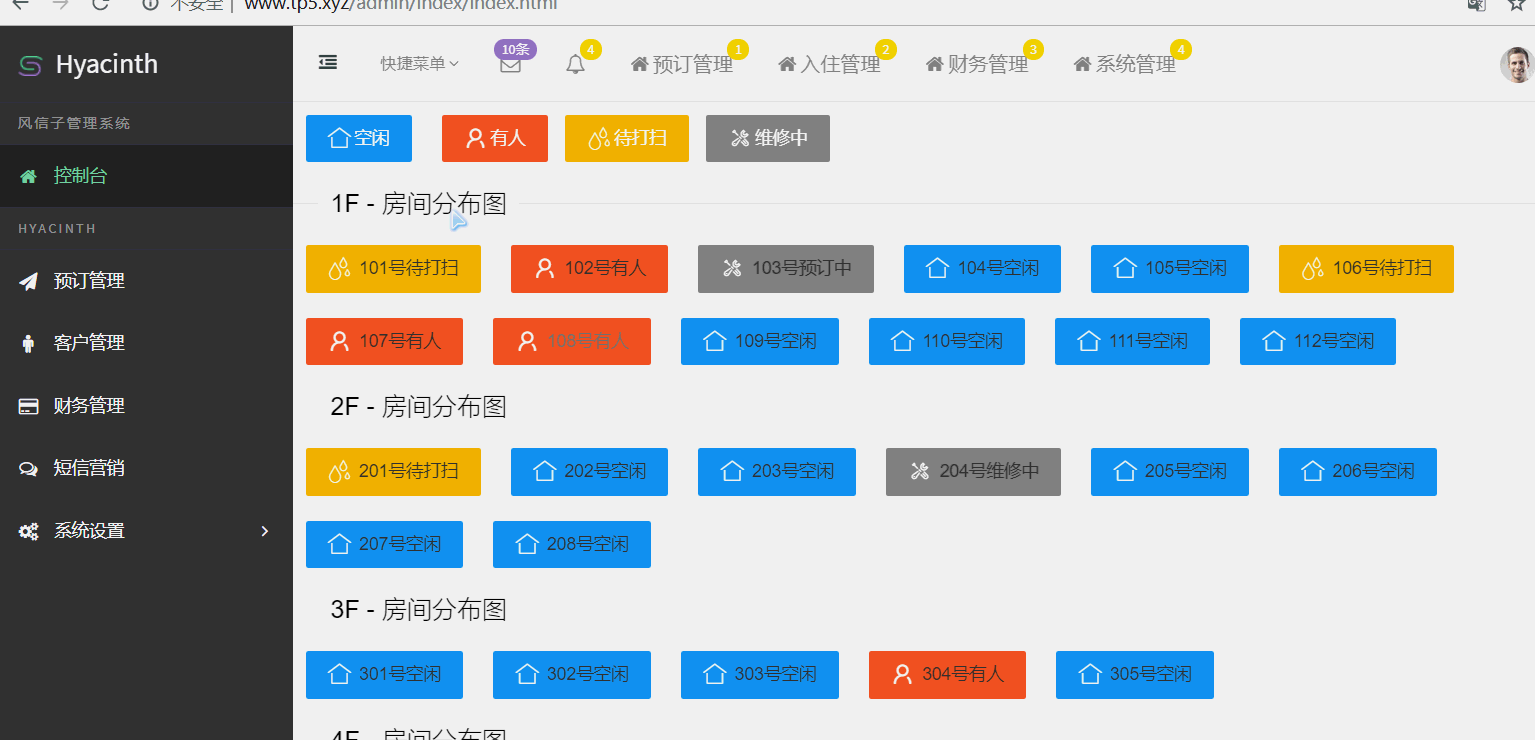 不安全 | www.tp5.xyz/admin/index/index.html
Hyacinth
风信子管理系统
控制台
HYACINTH
预订管理
客户管理
财务管理
短信营销
系统设置
快捷菜单 10条 4 预订管理 1 入住管理 2 财务管理 3 系统管理 4
空闲 有人 待打扫 维修中
1F - 房间分布图
101号待打扫 102号有人 103号预订中 104号空闲 105号空闲 106号待打扫
107号有人 108号有人 109号空闲 110号空闲 111号空闲 112号空闲
2F - 房间分布图
201号待打扫 202号空闲 203号空闲 204号维修中 205号空闲 206号空闲
207号空闲 208号空闲
3F - 房间分布图
301号空闲 302号空闲 303号空闲 304号有人 305号空闲
4F - 房间分布图